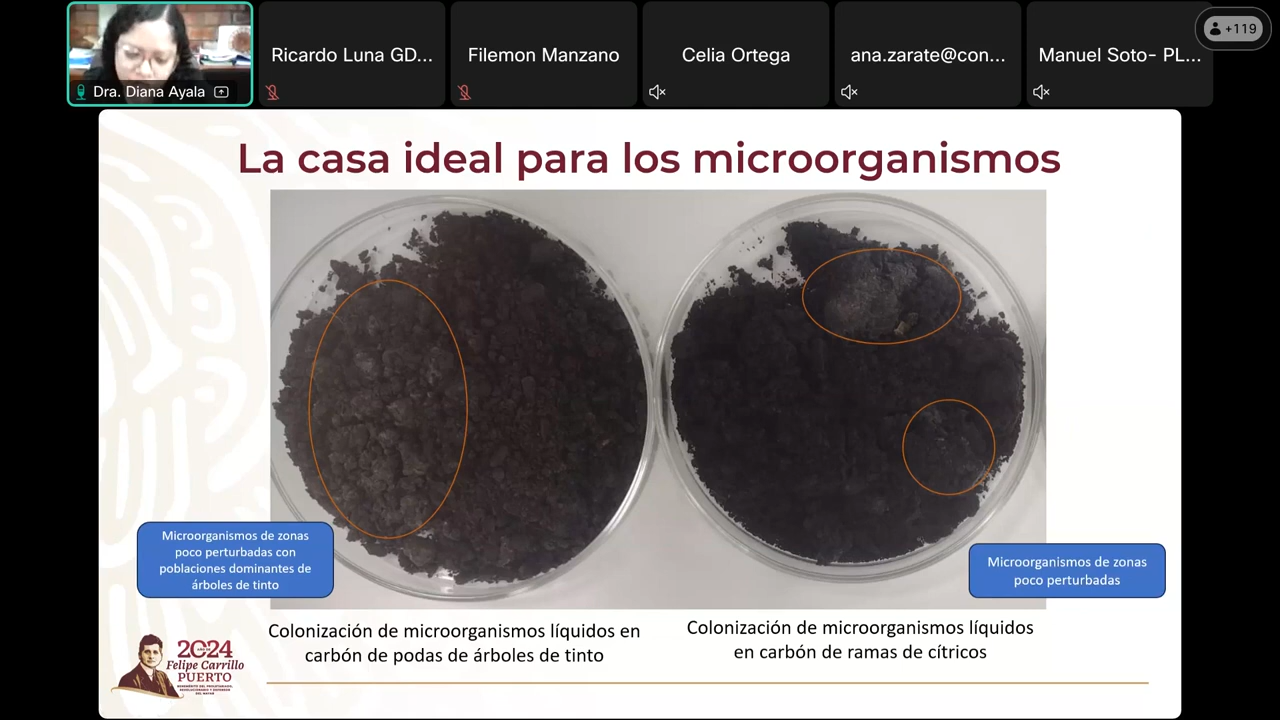 Dra. Diana Ayala
Ricardo Luna GD...
Filemon Manzano
Celia Ortega
ana.zarate@con...
Manuel Soto- PL...
+119
La casa ideal para los microorganismos
Microorganismos de zonas
poco perturbadas con
poblaciones dominantes de
árboles de tinto
Microorganismos de zonas
poco perturbadas
Colonización de microorganismos líquidos en
carbón de podas de árboles de tinto
Colonización de microorganismos líquidos
en carbón de ramas de cítricos
2024
Felipe Carrillo
PUERTO